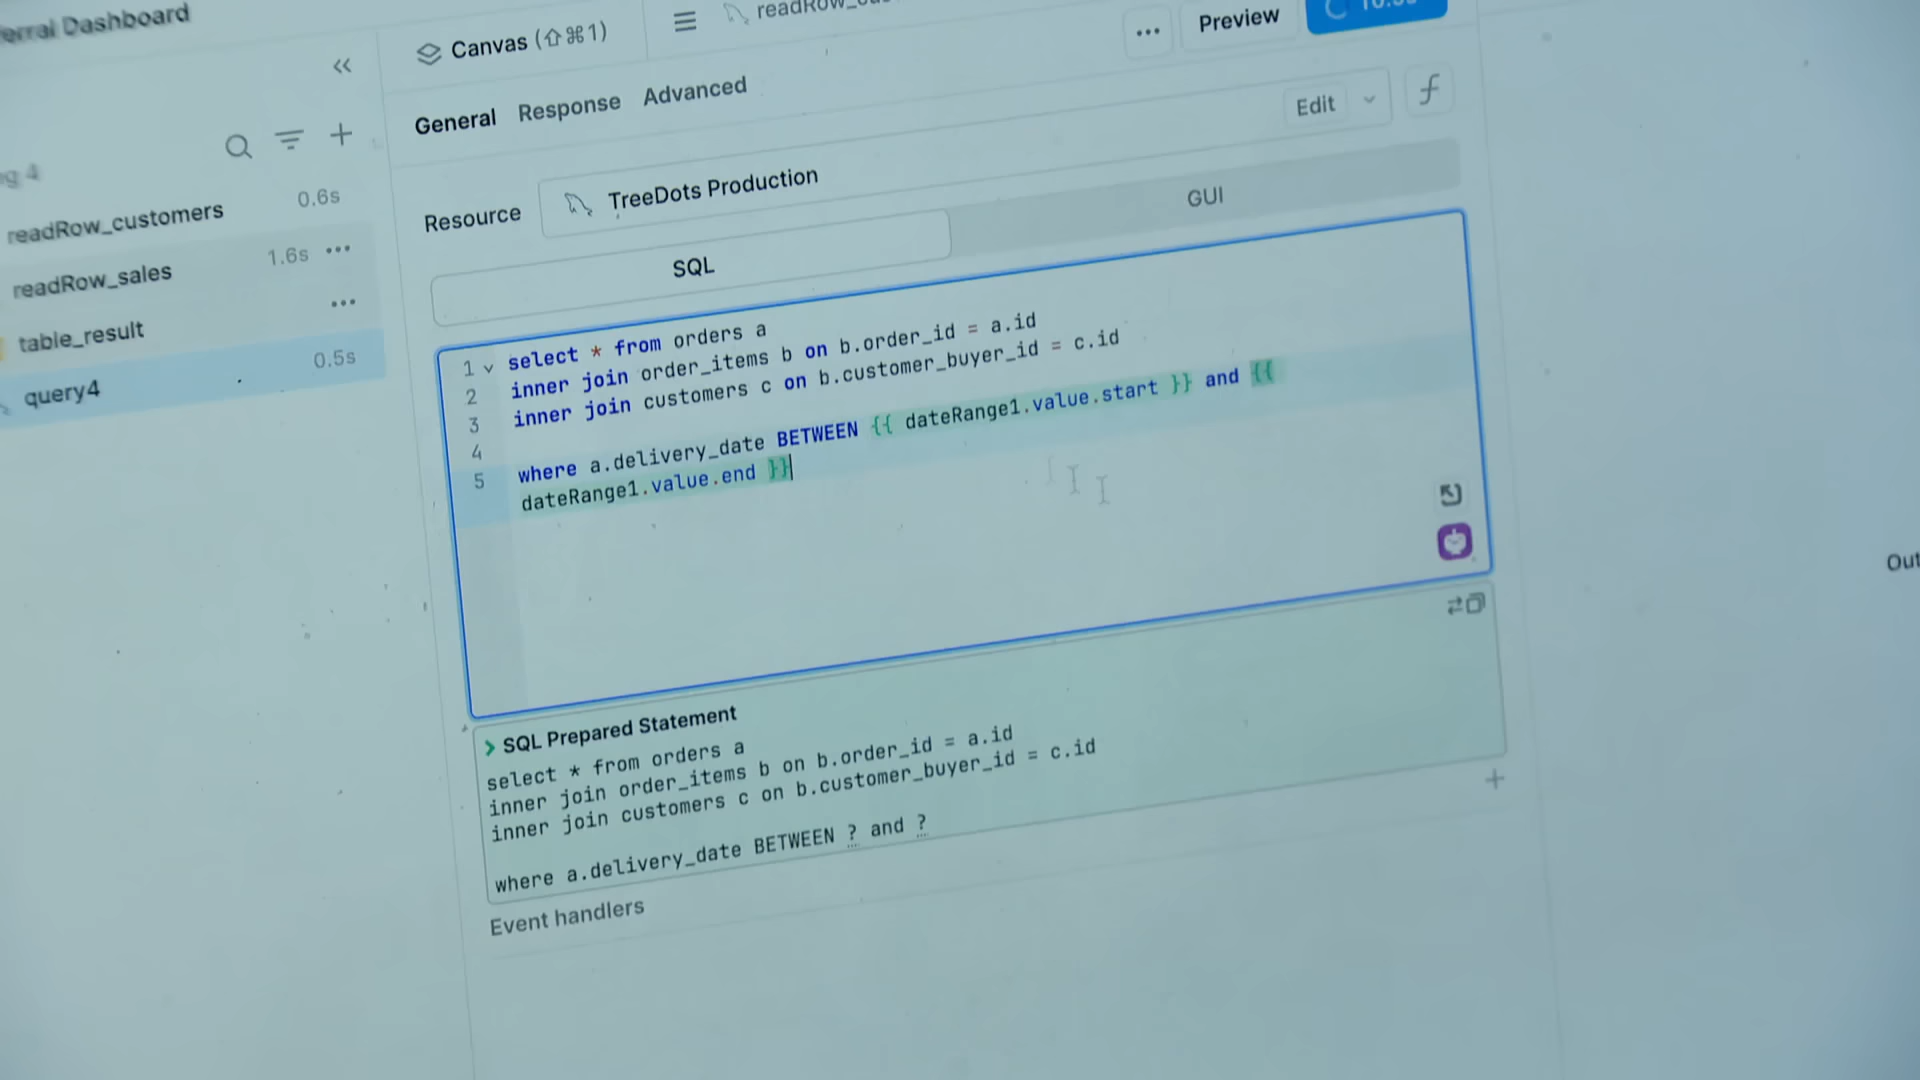 Dashboard
Canvas (⇧⌘1)
Preview
General Response Advanced
Edit
Resource
TreeDots Production
SQL
GUI
4
readRow_customers 0.6s
readRow_sales 1.6s
table_result
query4 0.5s
1 select * from orders a
2 inner join order_items b on b.order_id = a.id
3 inner join customers c on b.customer_buyer_id = c.id
4
5 where a.delivery_date BETWEEN {{ dateRange1.value.start }} and {{
dateRange1.value.end }}
SQL Prepared Statement
select * from orders a
inner join order_items b on b.order_id = a.id
inner join customers c on b.customer_buyer_id = c.id
where a.delivery_date BETWEEN ? and ?
Event handlers
Out